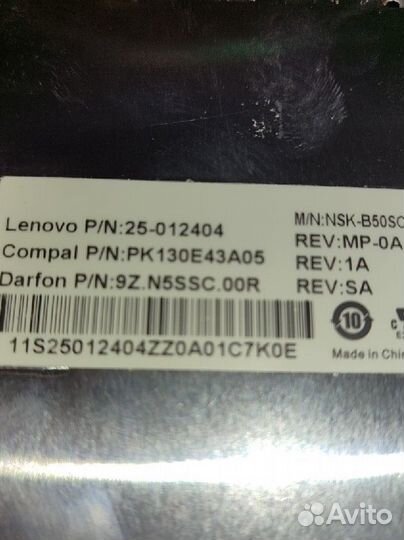 Lenovo P/N:25-012404
Compal P/N:PK130E43A05
Darfon P/N:9Z.N5SSC.00R
M/N:NSK-B50SC
REV:MP-0A
REV:1A
REV:SA
10
11S25012404ZZ0A01C7K0E
Made in Chin
Avito